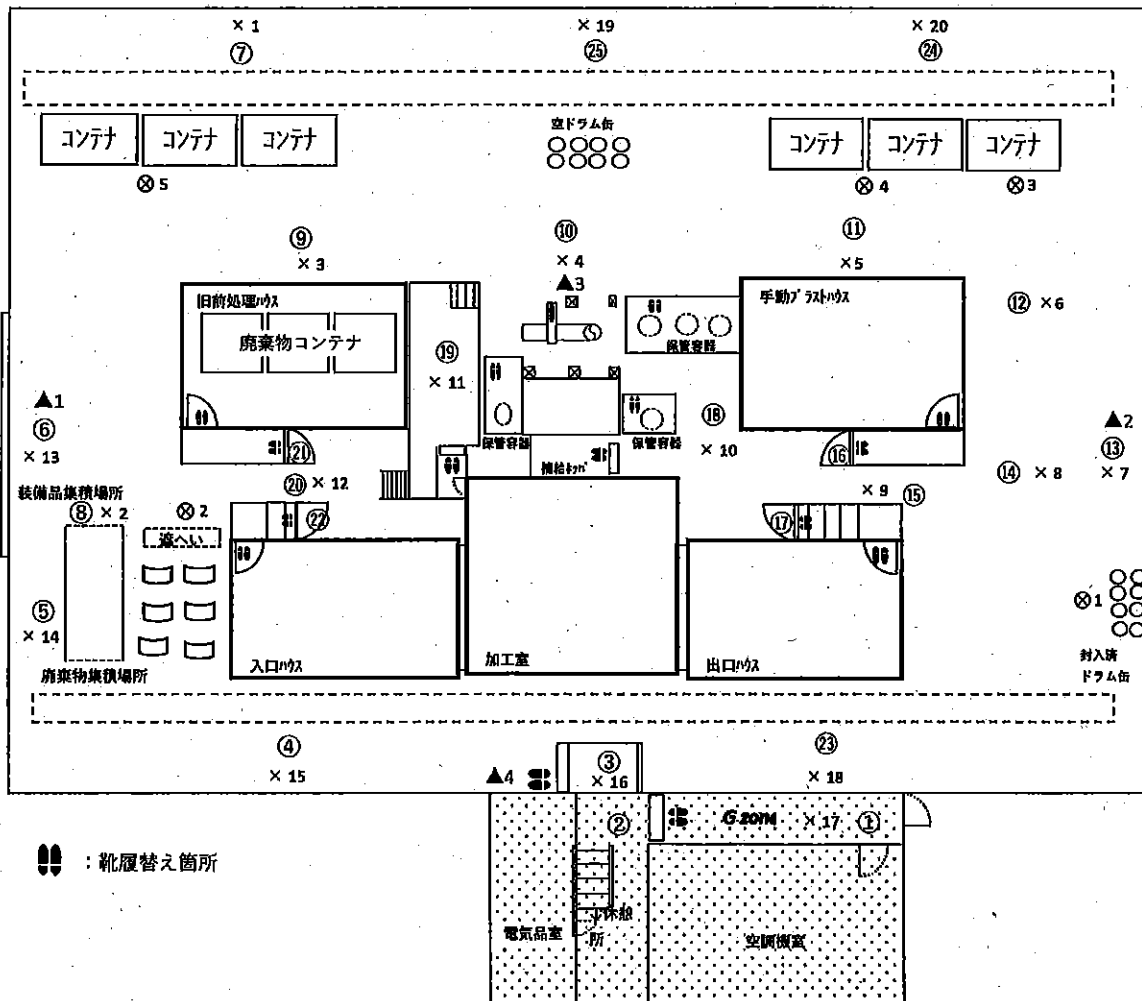 × 1
× 19
× 20
⑦
㉕
㉔
コンテナ
コンテナ
コンテナ
空ドラム缶
コンテナ
コンテナ
コンテナ
⊗ 5
⊗ 4
⊗ 3
⑨
⑩
⑪
× 3
× 4
× 5
▲3
旧前処理ハウス
手動ブラストハウス
⑫ × 6
廃棄物コンテナ
保管容器
⑲
× 11
▲1
⑥
× 13
⑱
× 10
▲2
⑬
× 7
保管容器
保管容器
㉑
⑯
補給ホッパ
⑭ × 8
装備品集積場所
⑳ × 12
× 9 ⑮
⑧ × 2
⊗ 2
㉒
⑰
遮へい
⊗1
⑤
× 14
入口ハウス
加工室
出口ハウス
封入済
ドラム缶
廃棄物集積場所
④
× 15
▲4
③
× 16
㉓
× 18
②
G zone
× 17 ①
：靴履替え箇所
電気品室
休憩
所
空調機室